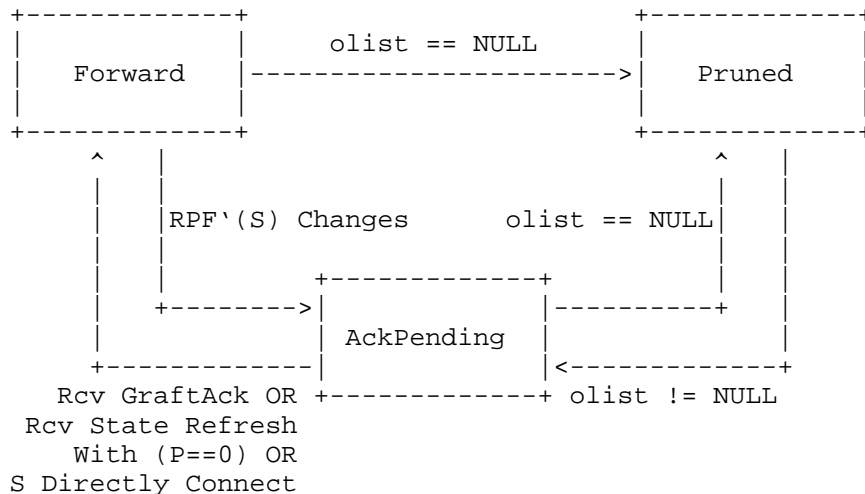 olist == NULL
Forward
Pruned
RPF`(S) Changes
olist == NULL
AckPending
Rcv GraftAck OR
olist != NULL
Rcv State Refresh
With (P==0) OR
S Directly Connect